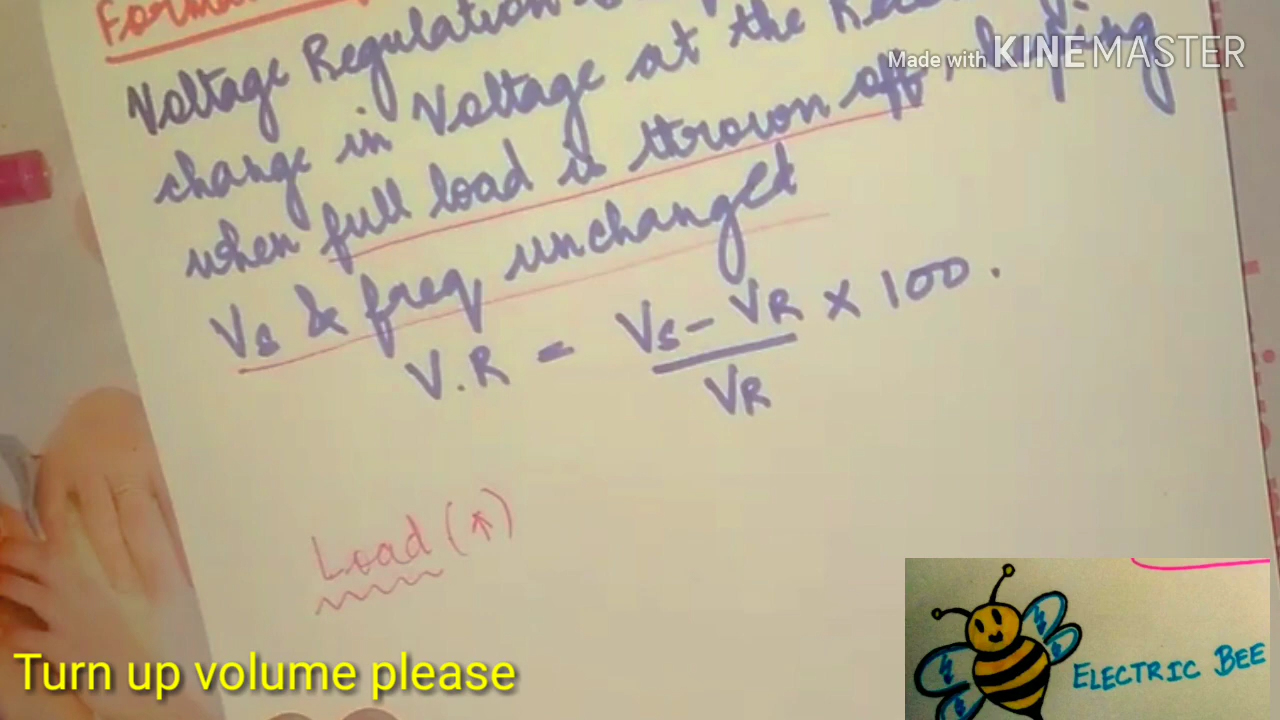 Voltage Regulation
change in Voltage at the
when full load is thrown off, keeping
Vs & freq unchanged
V.R = Vs - VR / VR × 100.
Load (↑)
Made with KINEMASTER
Turn up volume please
ELECTRIC BEE